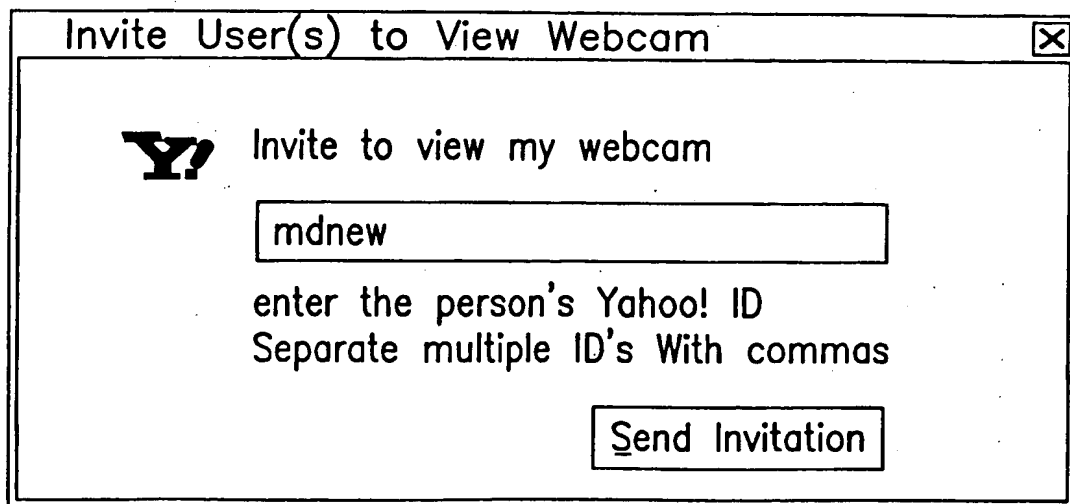 Invite User(s) to View Webcam
Y! Invite to view my webcam
mdnew
enter the person's Yahoo! ID
Separate multiple ID's With commas
Send Invitation